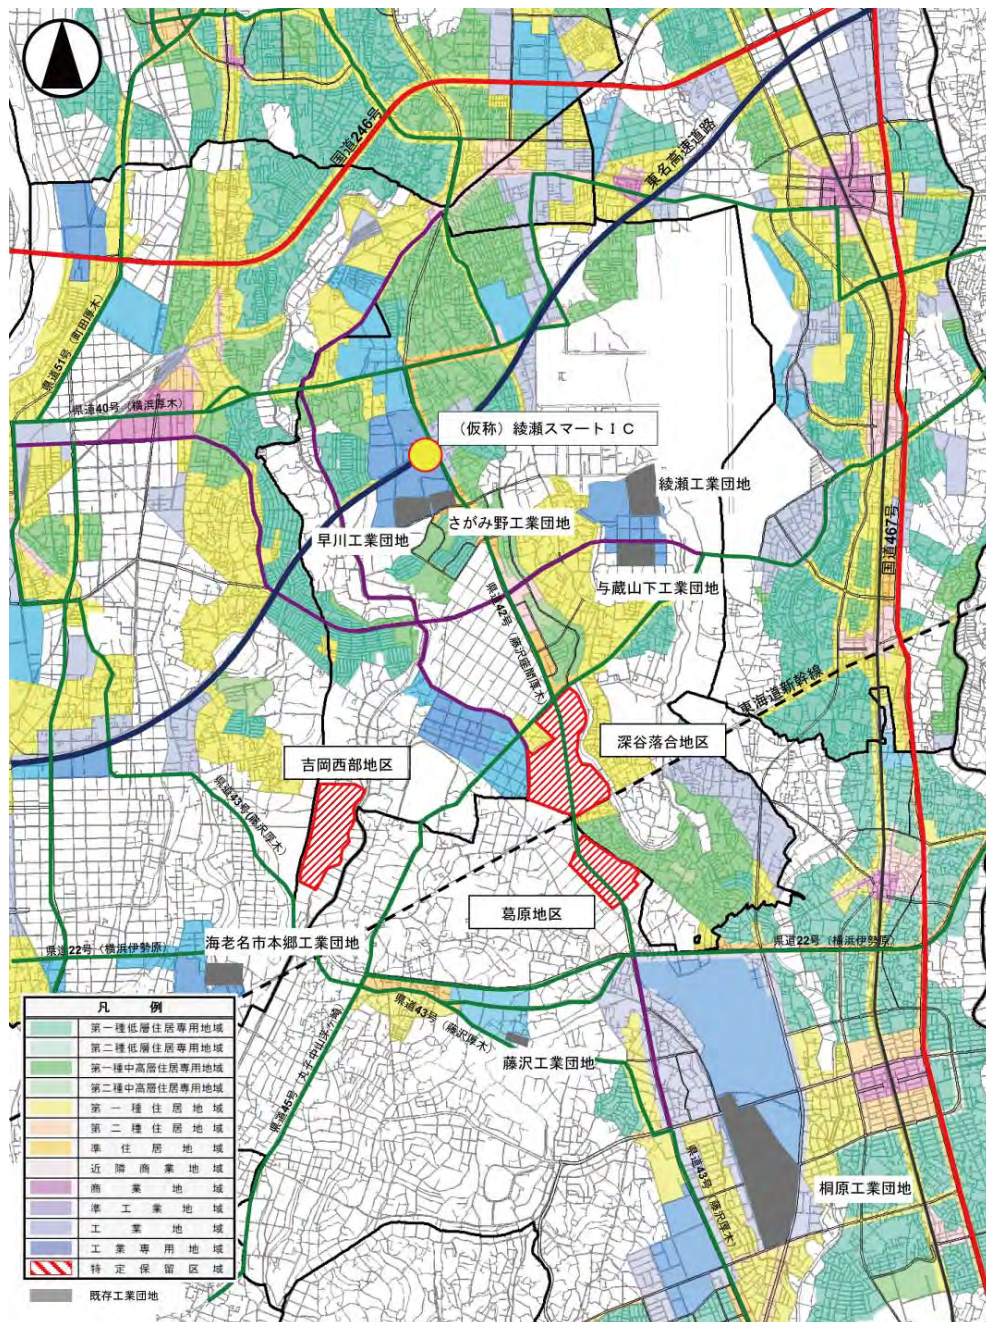 国道246号
東名高速道路
県道51号(町田厚木)
県道40号(横浜厚木)
(仮称)綾瀬スマートIC
綾瀬工業団地
さがみ野工業団地
早川工業団地
国道467号
与蔵山下工業団地
県道42号(藤沢座間厚木)
東海道新幹線
深谷落合地区
吉岡西部地区
県道43号(藤沢厚木)
葛原地区
海老名市本郷工業団地
県道22号(横浜伊勢原)
県道22号(横浜伊勢原)
県道43号(藤沢厚木)
県道45号(丸子中山茅ケ崎)
藤沢工業団地
県道43号(藤沢厚木)
桐原工業団地
凡例
第一種低層住居専用地域
第二種低層住居専用地域
第一種中高層住居専用地域
第二種中高層住居専用地域
第一種住居地域
第二種住居地域
準住居地域
近隣商業地域
商業地域
準工業地域
工業地域
工業専用地域
特定保留区域
既存工業団地